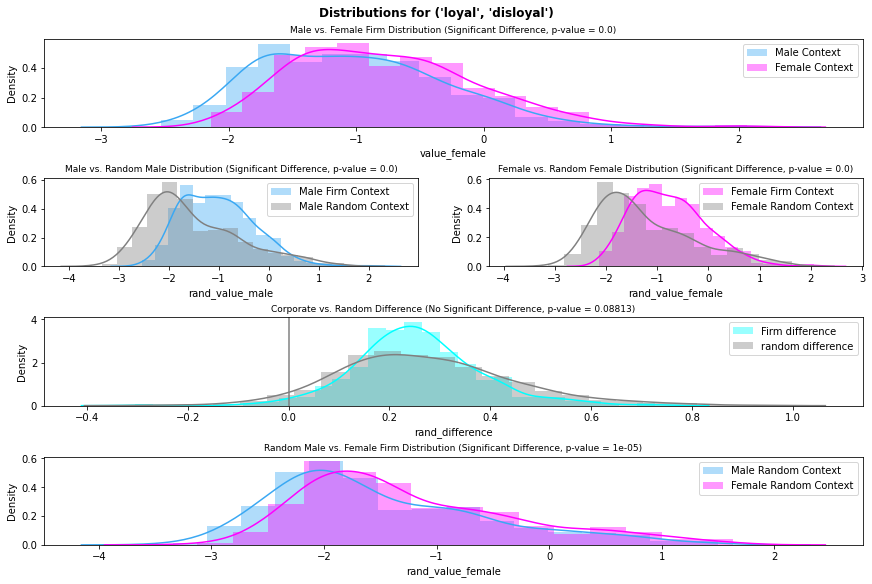 Distributions for ('loyal', 'disloyal')
Male vs. Female Firm Distribution (Significant Difference, p-value = 0.0)
Density
0.0
0.2
0.4
Male Context
Female Context
−3
−2
−1
0
1
2
value_female
Male vs. Random Male Distribution (Significant Difference, p-value = 0.0)
Density
0.0
0.2
0.4
0.6
Male Firm Context
Male Random Context
−4
−3
−2
−1
0
1
2
rand_value_male
Female vs. Random Female Distribution (Significant Difference, p-value = 0.0)
Density
0.0
0.2
0.4
0.6
Female Firm Context
Female Random Context
−4
−3
−2
−1
0
1
2
3
rand_value_female
Corporate vs. Random Difference (No Significant Difference, p-value = 0.08813)
Density
0
2
4
Firm difference
random difference
−0.4
−0.2
0.0
0.2
0.4
0.6
0.8
1.0
rand_difference
Random Male vs. Female Firm Distribution (Significant Difference, p-value = 1e-05)
Density
0.0
0.2
0.4
0.6
Male Random Context
Female Random Context
−4
−3
−2
−1
0
1
2
rand_value_female